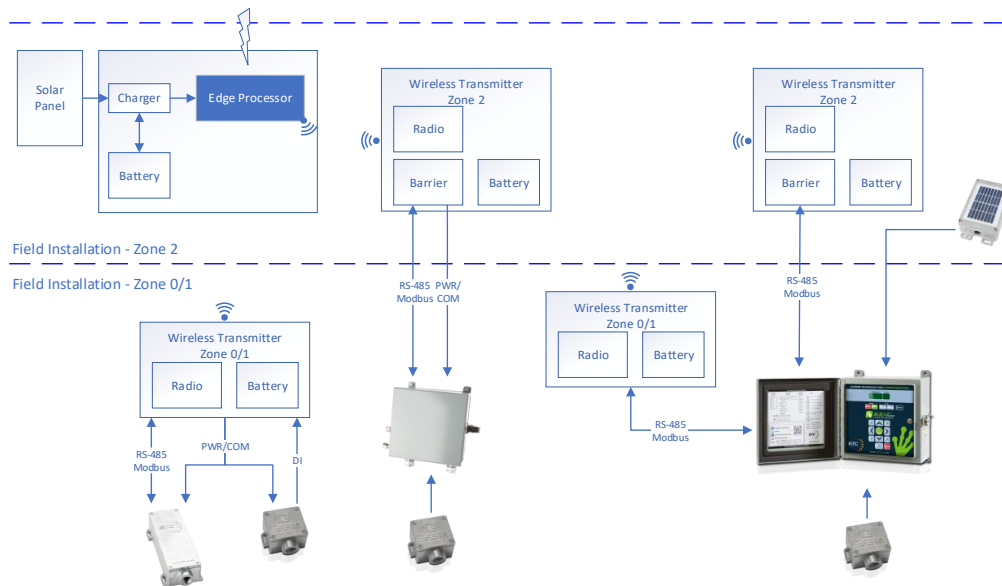 Solar
Panel
Charger
Edge Processor
Battery
Wireless Transmitter
Zone 2
Radio
Barrier
Battery
Wireless Transmitter
Zone 2
Radio
Barrier
Battery
Field Installation - Zone 2
Field Installation - Zone 0/1
RS-485
Modbus
PWR/
COM
RS-485
Modbus
Wireless Transmitter
Zone 0/1
Radio
Battery
Wireless Transmitter
Zone 0/1
Radio
Battery
RS-485
Modbus
PWR/COM
DI
RS-485
Modbus